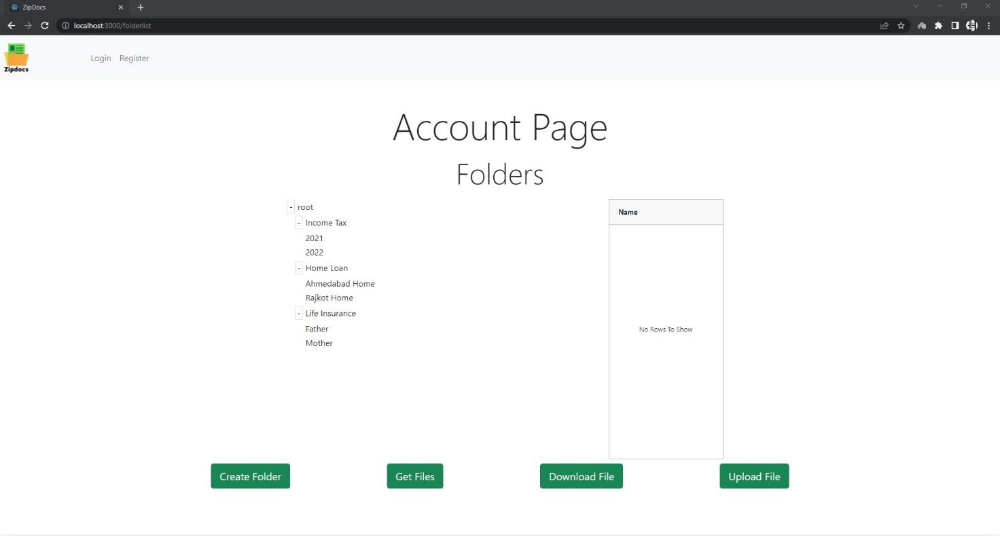 ZipDocs
localhost:3000/folderlist
Zipdocs
Login Register
Account Page
Folders
- root
- Income Tax
2021
2022
- Home Loan
Ahmedabad Home
Rajkot Home
- Life Insurance
Father
Mother
Name
No Rows To Show
Create Folder Get Files Download File Upload File